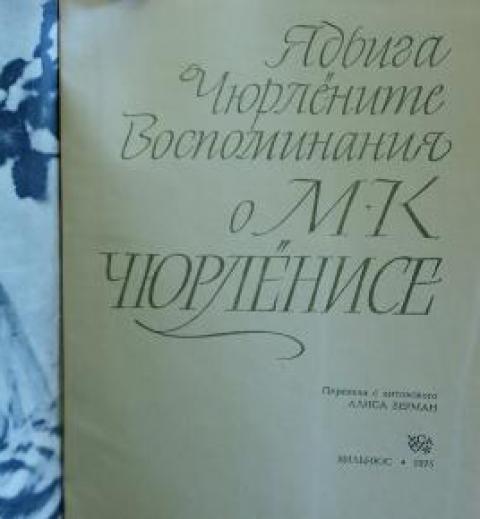 Ядвига
Чюрлёните
Воспоминания
о М·К
ЧЮРЛЁНИСЕ
Перевела с литовского
АЛИСА БЕРМАН
ВИЛЬНЮС • 1975